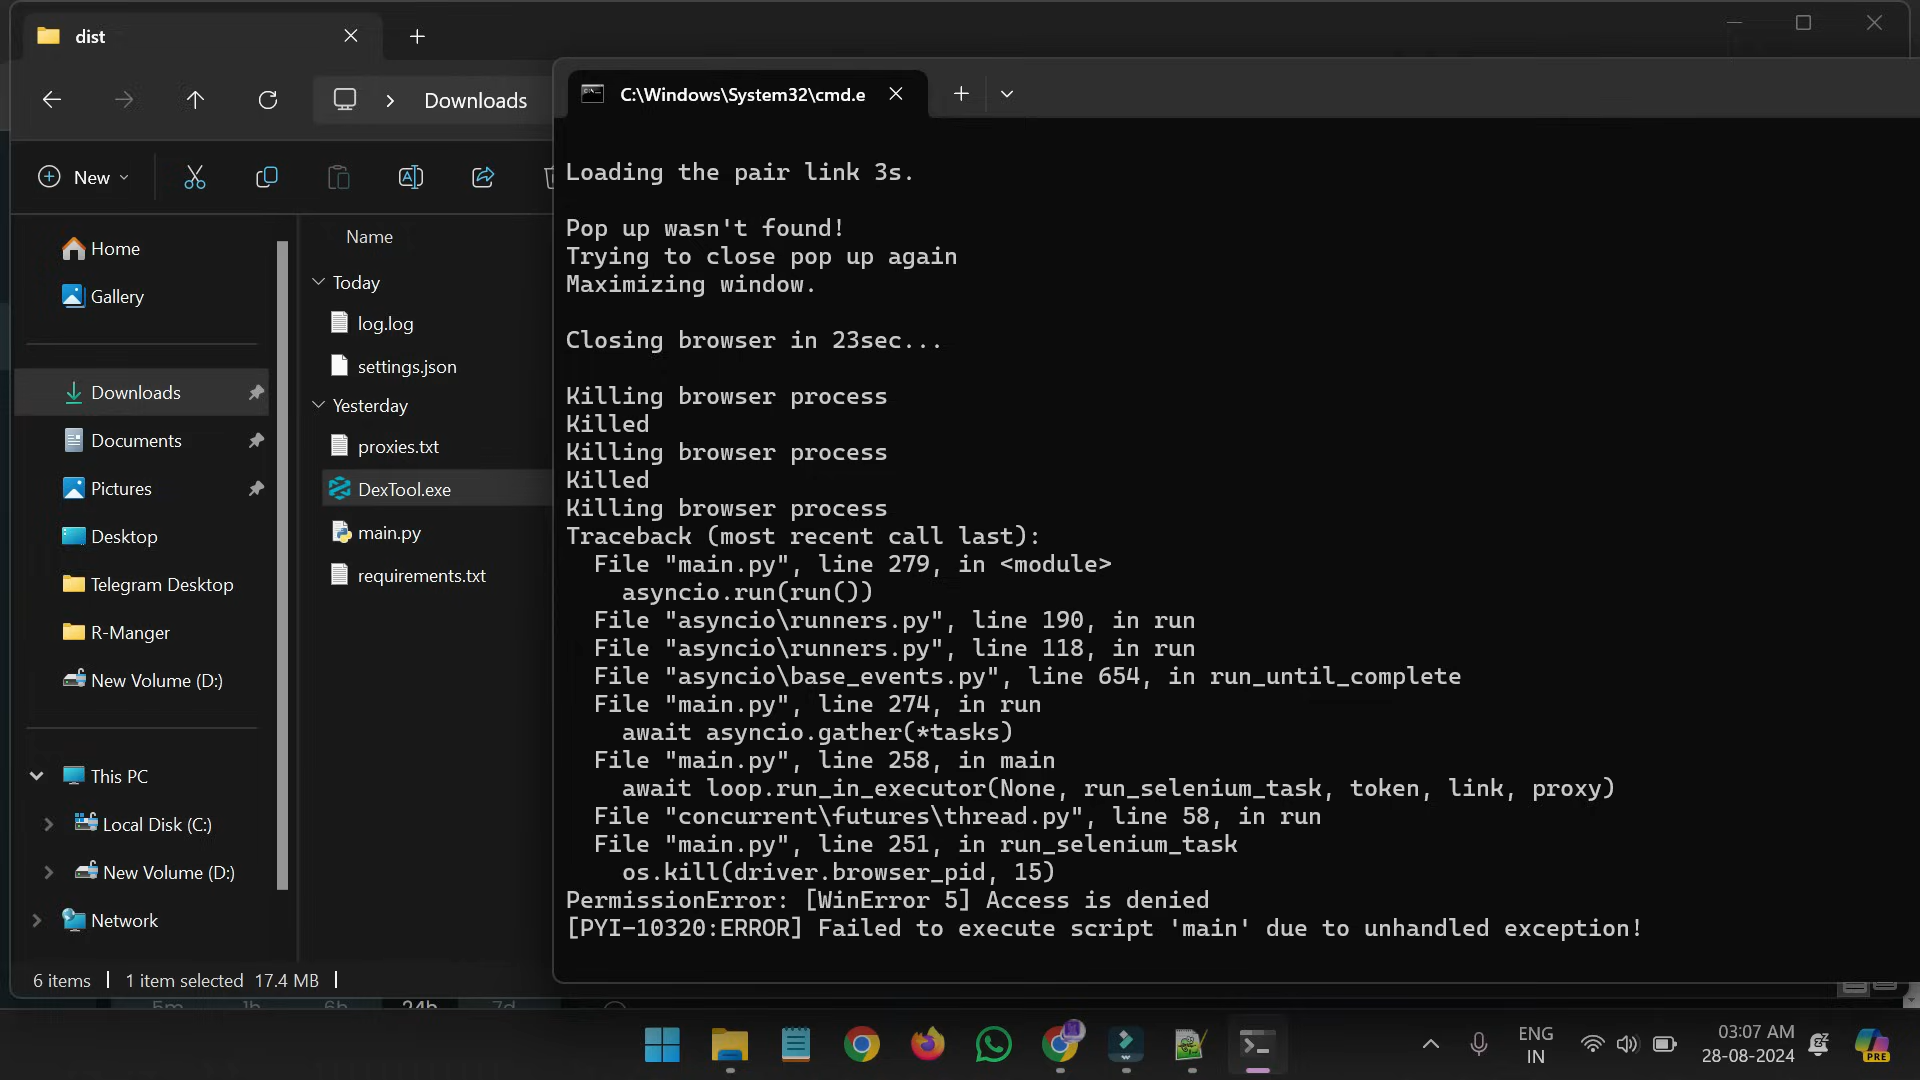 dist
Downloads
C:\Windows\System32\cmd.e
New
Name
Home
Gallery
Downloads
Documents
Pictures
Desktop
Telegram Desktop
R-Manger
New Volume (D:)
This PC
Local Disk (C:)
New Volume (D:)
Network
Today
log.log
settings.json
Yesterday
proxies.txt
DexTool.exe
main.py
requirements.txt
6 items
1 item selected 17.4 MB
Loading the pair link 3s.
Pop up wasn't found!
Trying to close pop up again
Maximizing window.
Closing browser in 23sec...
Killing browser process
Killed
Killing browser process
Killed
Killing browser process
Traceback (most recent call last):
File "main.py", line 279, in <module>
asyncio.run(run())
File "asyncio\runners.py", line 190, in run
File "asyncio\runners.py", line 118, in run
File "asyncio\base_events.py", line 654, in run_until_complete
File "main.py", line 274, in run
await asyncio.gather(*tasks)
File "main.py", line 258, in main
await loop.run_in_executor(None, run_selenium_task, token, link, proxy)
File "concurrent\futures\thread.py", line 58, in run
File "main.py", line 251, in run_selenium_task
os.kill(driver.browser_pid, 15)
PermissionError: [WinError 5] Access is denied
[PYI-10320:ERROR] Failed to execute script 'main' due to unhandled exception!
5m 1h 6h 24h 7d
ENG
IN
03:07 AM
28-08-2024
PRE